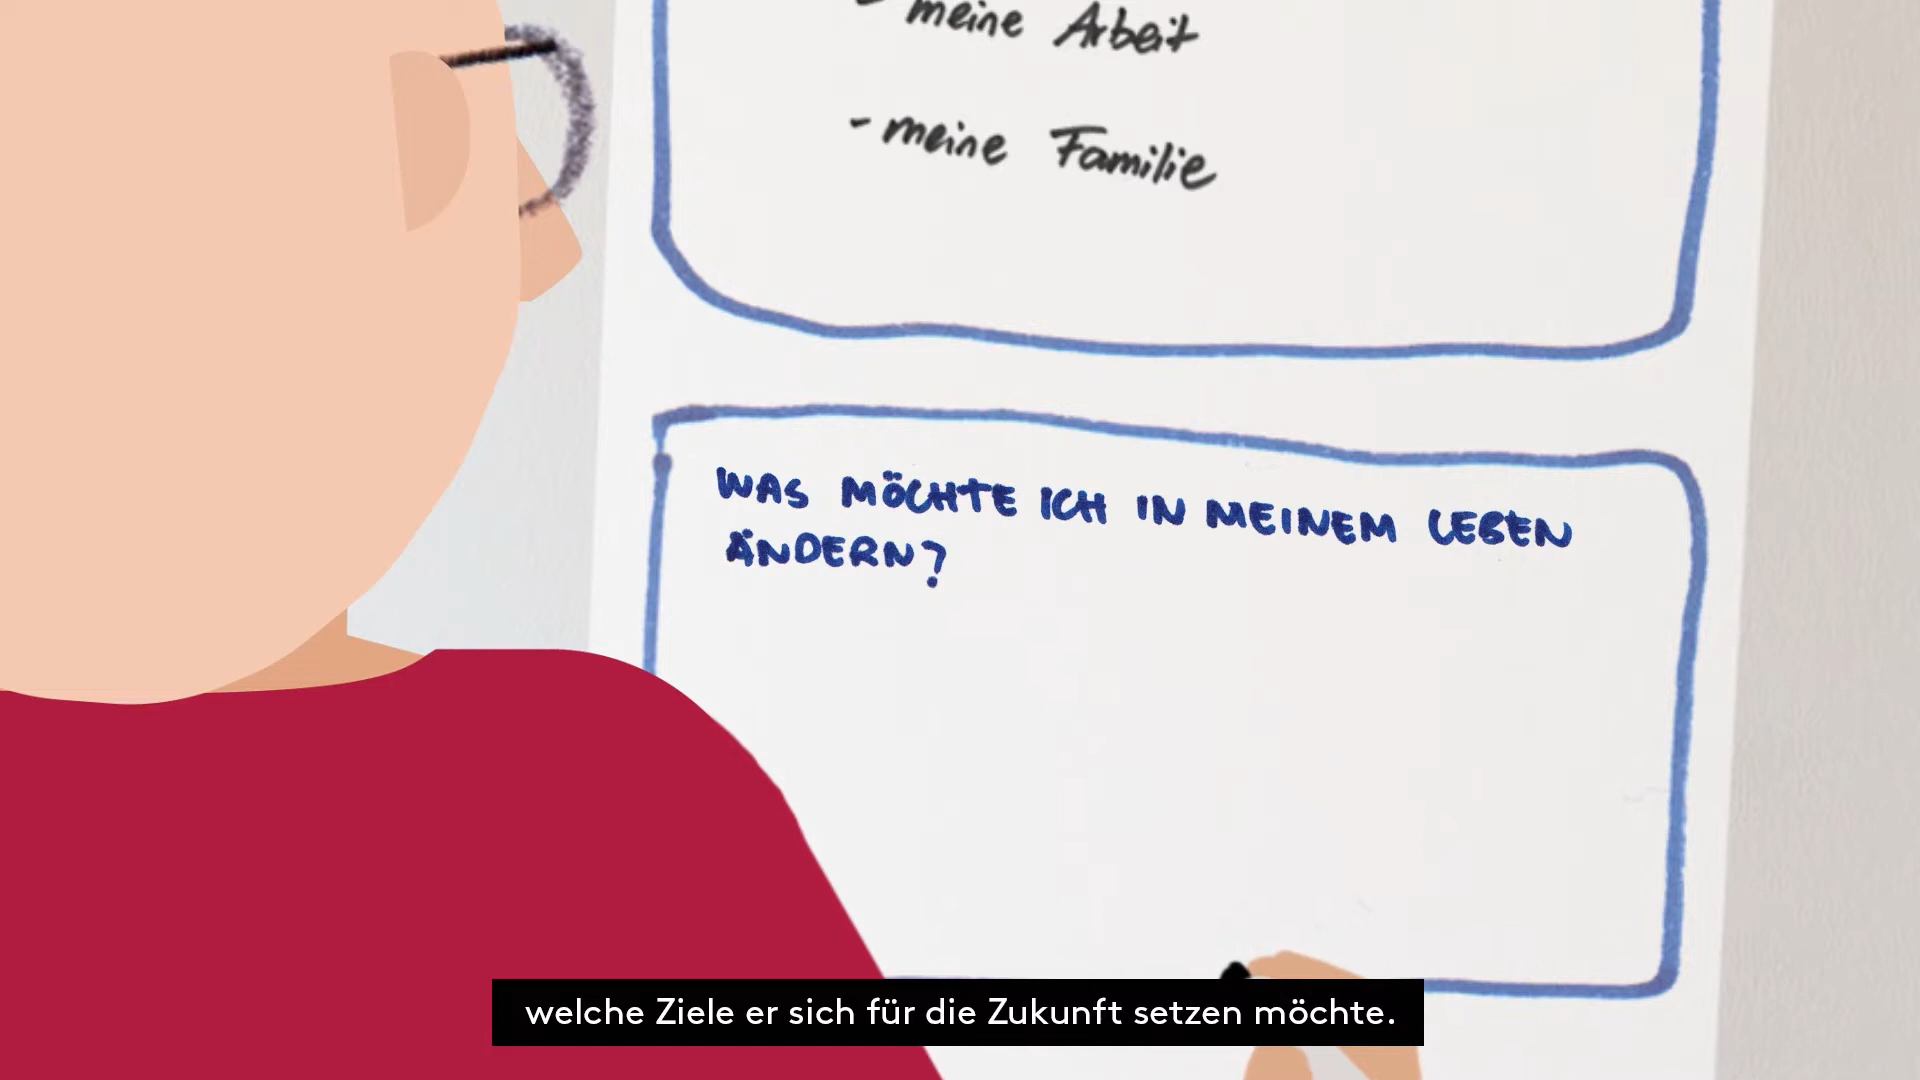 - meine Arbeit
- meine Familie
WAS MÖCHTE ICH IN MEINEM LEBEN
ÄNDERN?
welche Ziele er sich für die Zukunft setzen möchte.